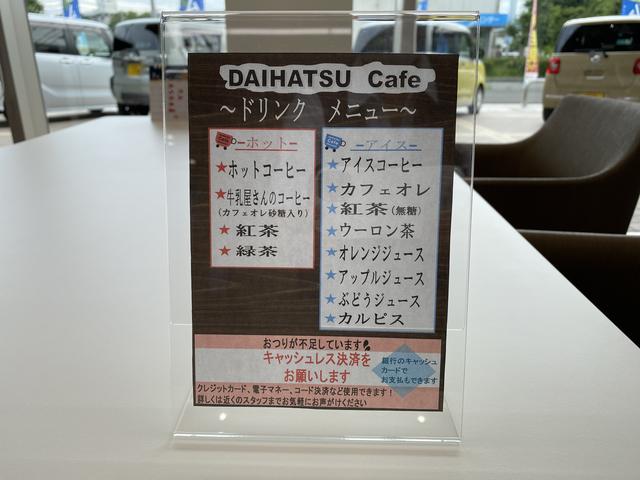 DAIHATSU Cafe
～ドリンク メニュー～
－ホット－
★ホットコーヒー
★牛乳屋さんのコーヒー
(カフェオレ砂糖入り)
★ 紅茶
★ 緑茶
－アイス－
★アイスコーヒー
★カフェオレ
★紅茶(無糖)
★ウーロン茶
★オレンジジュース
★アップルジュース
★ぶどうジュース
★カルピス
おつりが不足しています
キャッシュレス決済を
お願いします
銀行のキャッシュ
カードで
お支払もできます
クレジットカード、電子マネー、コード決済など使用できます！
詳しくは近くのスタッフまでお気軽にお声がけください